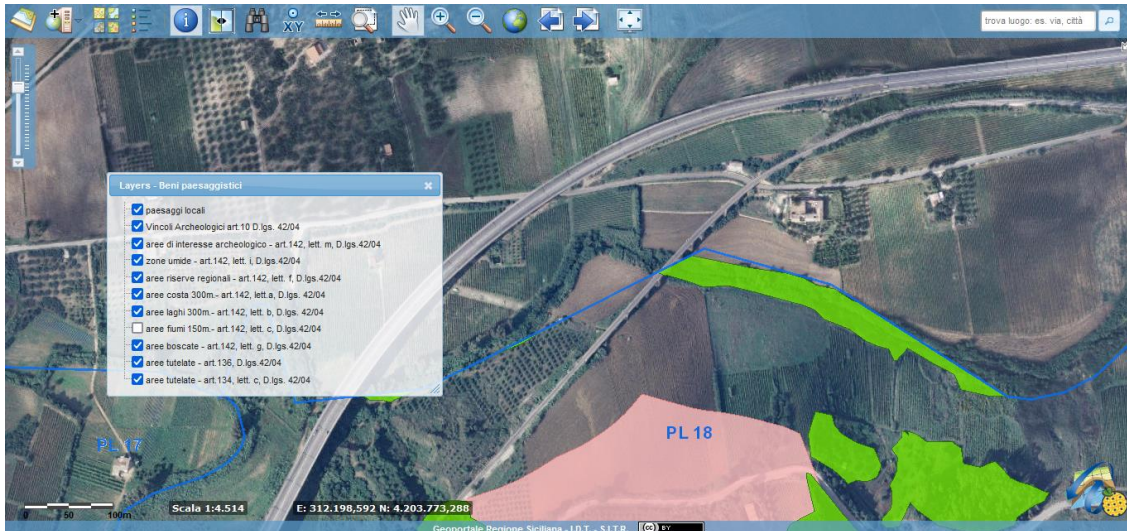 XY
trova luogo: es. via, città
Layers - Beni paesaggistici
paesaggi locali
Vincoli Archeologici art.10 D.lgs. 42/04
aree di interesse archeologico - art.142, lett. m, D.lgs.42/04
zone umide - art.142, lett. i, D.lgs.42/04
aree riserve regionali - art.142, lett. f, D.lgs.42/04
aree costa 300m.- art.142, lett.a, D.lgs. 42/04
aree laghi 300m.- art.142, lett. b, D.lgs.42/04
aree fiumi 150m.- art.142, lett. c, D.lgs.42/04
aree boscate - art.142, lett. g, D.lgs.42/04
aree tutelate - art.136, D.lgs.42/04
aree tutelate - art.134, lett. c, D.lgs. 42/04
PL 17
PL 18
0 50 100m
Scala 1:4.514
E: 312.198,592 N: 4.203.773,288
Geoportale Regione Siciliana - I.D.T. - S.I.T.R.
CC BY